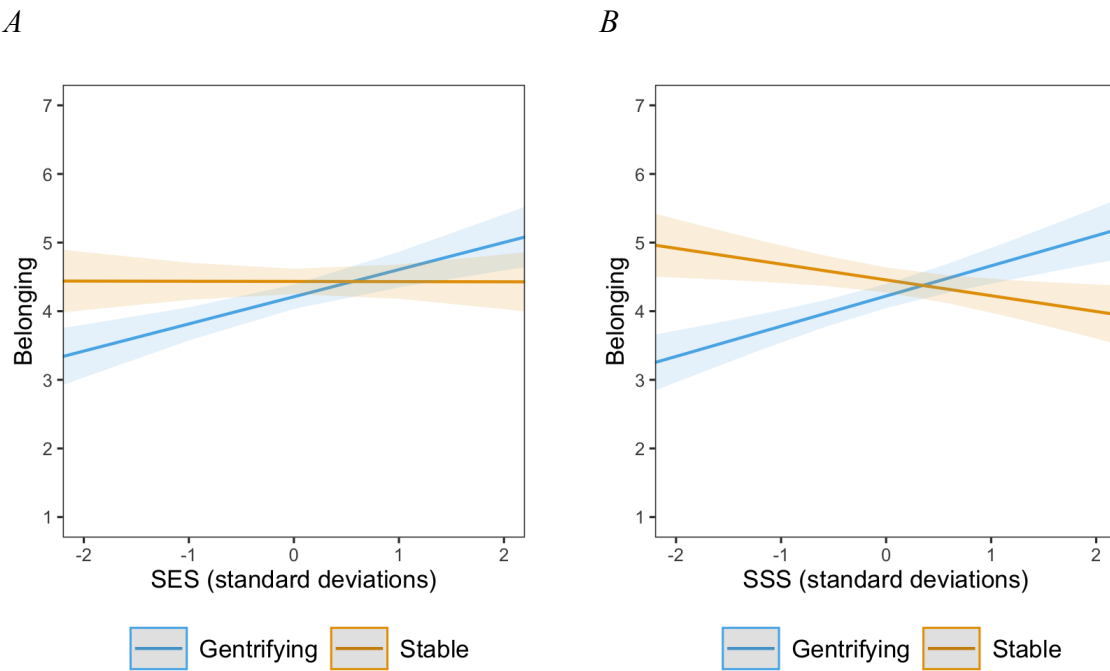 A
B
7
6
5
4
3
2
1
Belonging
-2 -1 0 1 2
SES (standard deviations)
Gentrifying Stable
7
6
5
4
3
2
1
Belonging
-2 -1 0 1 2
SSS (standard deviations)
Gentrifying Stable